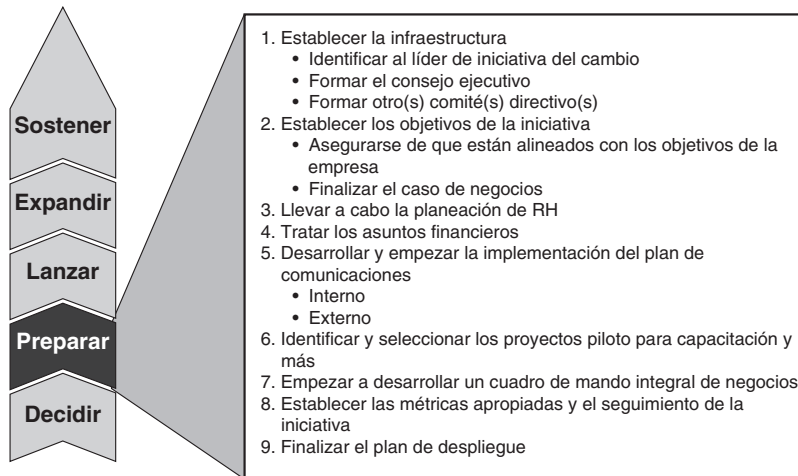 Sostener
Expandir
Lanzar
Preparar
Decidir
1. Establecer la infraestructura
• Identificar al líder de iniciativa del cambio
• Formar el consejo ejecutivo
• Formar otro(s) comité(s) directivo(s)
2. Establecer los objetivos de la iniciativa
• Asegurarse de que están alineados con los objetivos de la
empresa
• Finalizar el caso de negocios
3. Llevar a cabo la planeación de RH
4. Tratar los asuntos financieros
5. Desarrollar y empezar la implementación del plan de
comunicaciones
• Interno
• Externo
6. Identificar y seleccionar los proyectos piloto para capacitación y
más
7. Empezar a desarrollar un cuadro de mando integral de negocios
8. Establecer las métricas apropiadas y el seguimiento de la
iniciativa
9. Finalizar el plan de despliegue